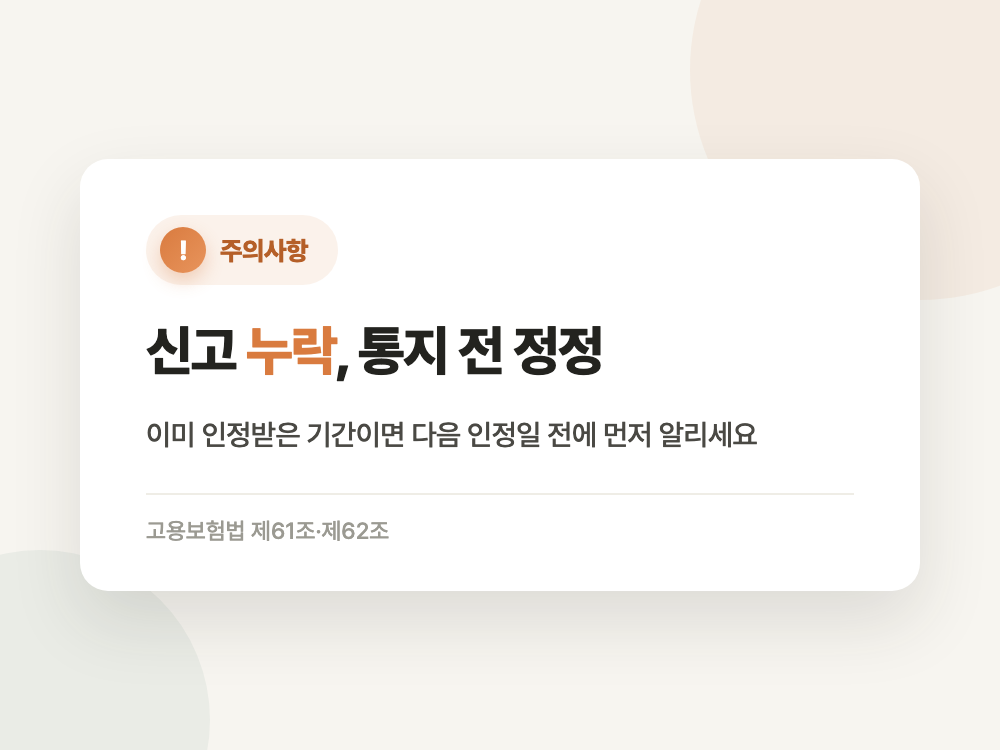 ! 주의사항
신고 누락, 통지 전 정정
이미 인정받은 기간이면 다음 인정일 전에 먼저 알리세요
고용보험법 제61조·제62조